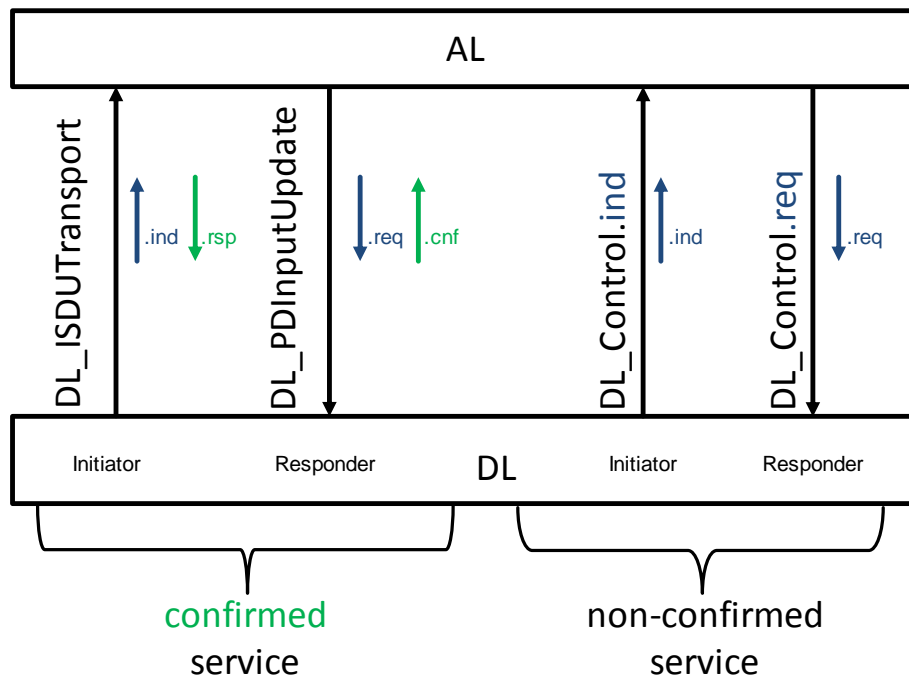 AL
DL_ISDUTransport
.ind
.rsp
DL_PDInputUpdate
.req
.cnf
DL_Control.ind
.ind
DL_Control.req
.req
Initiator
Responder
DL
Initiator
Responder
confirmed
service
non-confirmed
service